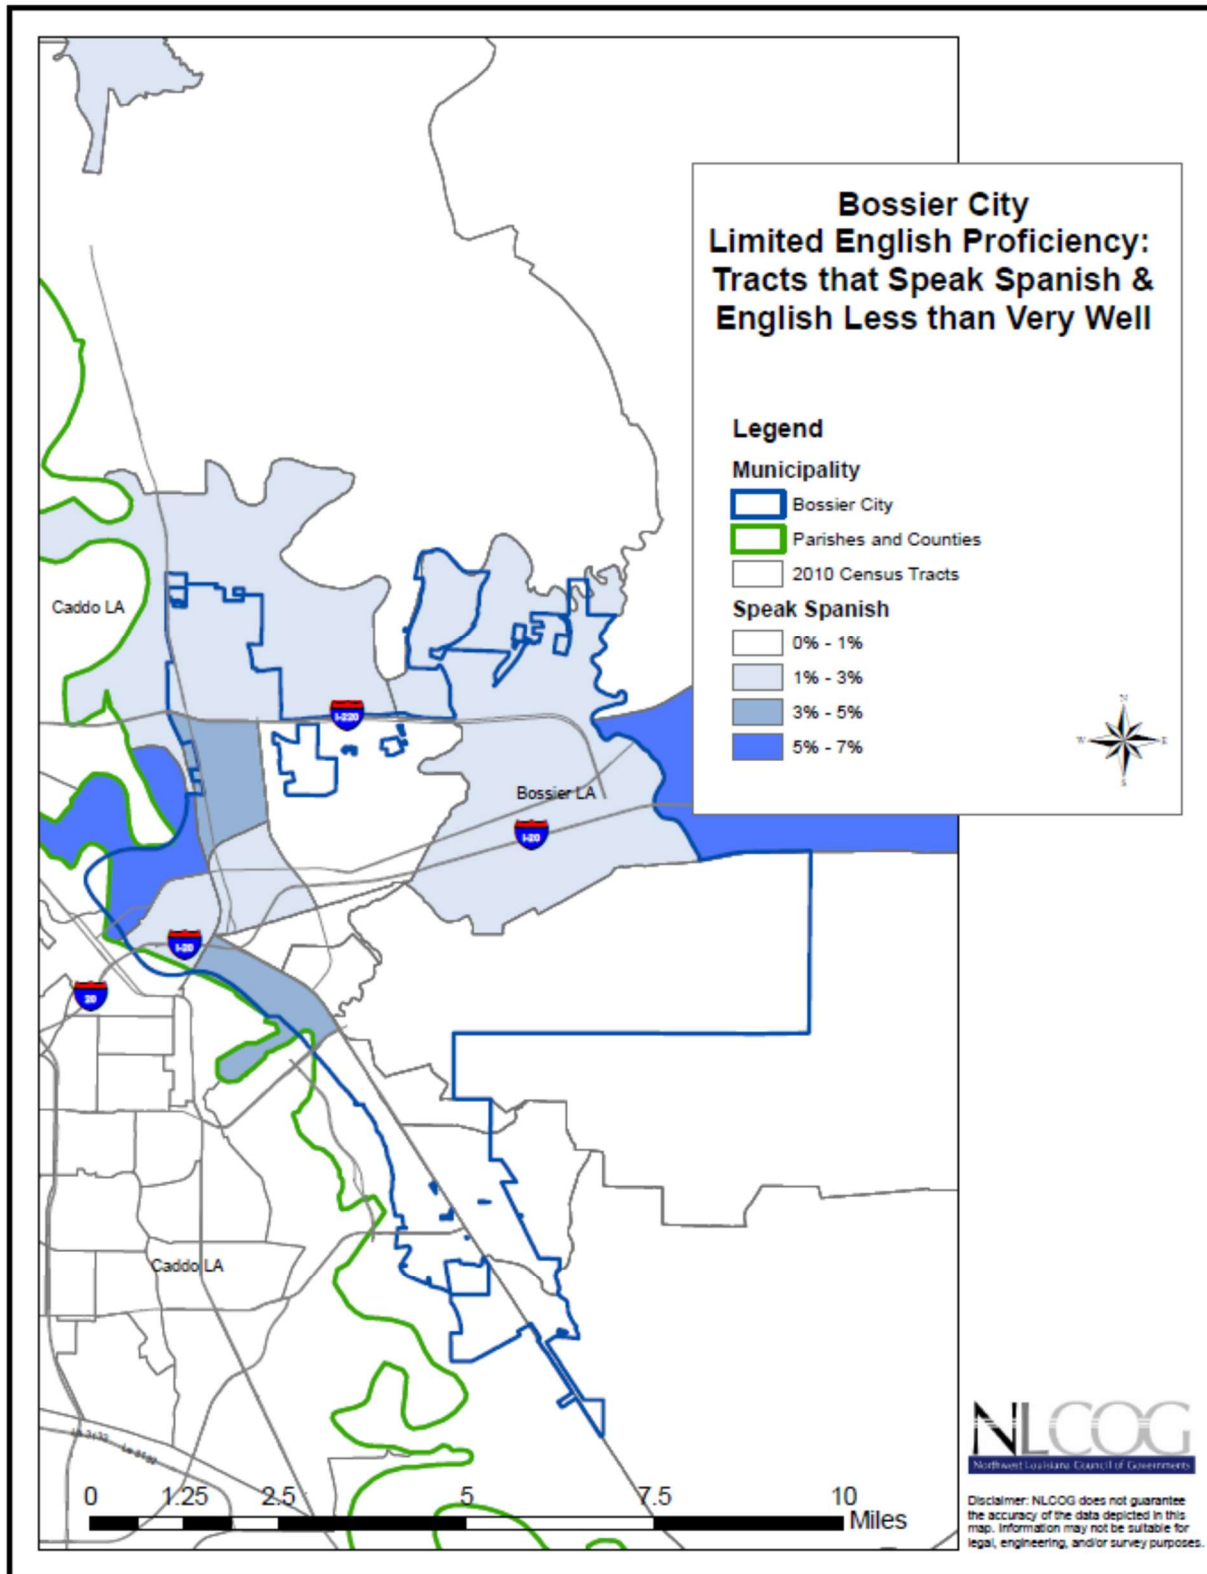 Bossier City
Limited English Proficiency:
Tracts that Speak Spanish &
English Less than Very Well
Legend
Municipality
Bossier City
Parishes and Counties
2010 Census Tracts
Speak Spanish
0% - 1%
1% - 3%
3% - 5%
5% - 7%
N
W
E
S
Caddo LA
I-220
Bossier LA
I-20
I-20
20
Caddo LA
La 3132
La 3132
0
1.25
2.5
5
7.5
10
Miles
NLCOG
Northwest Louisiana Council of Governments
Disclaimer: NLCOG does not guarantee
the accuracy of the data depicted in this
map. Information may not be suitable for
legal, engineering, and/or survey purposes.